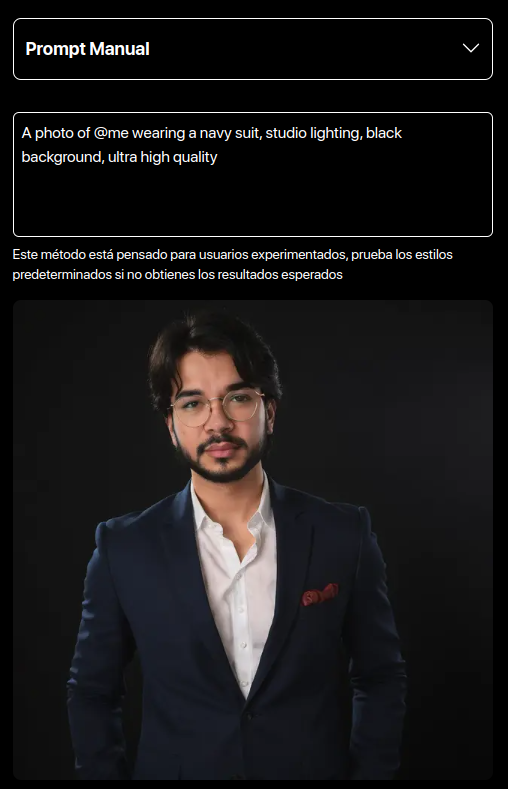 Prompt Manual
A photo of @me wearing a navy suit, studio lighting, black
background, ultra high quality
Este método está pensado para usuarios experimentados, prueba los estilos
predeterminados si no obtienes los resultados esperados